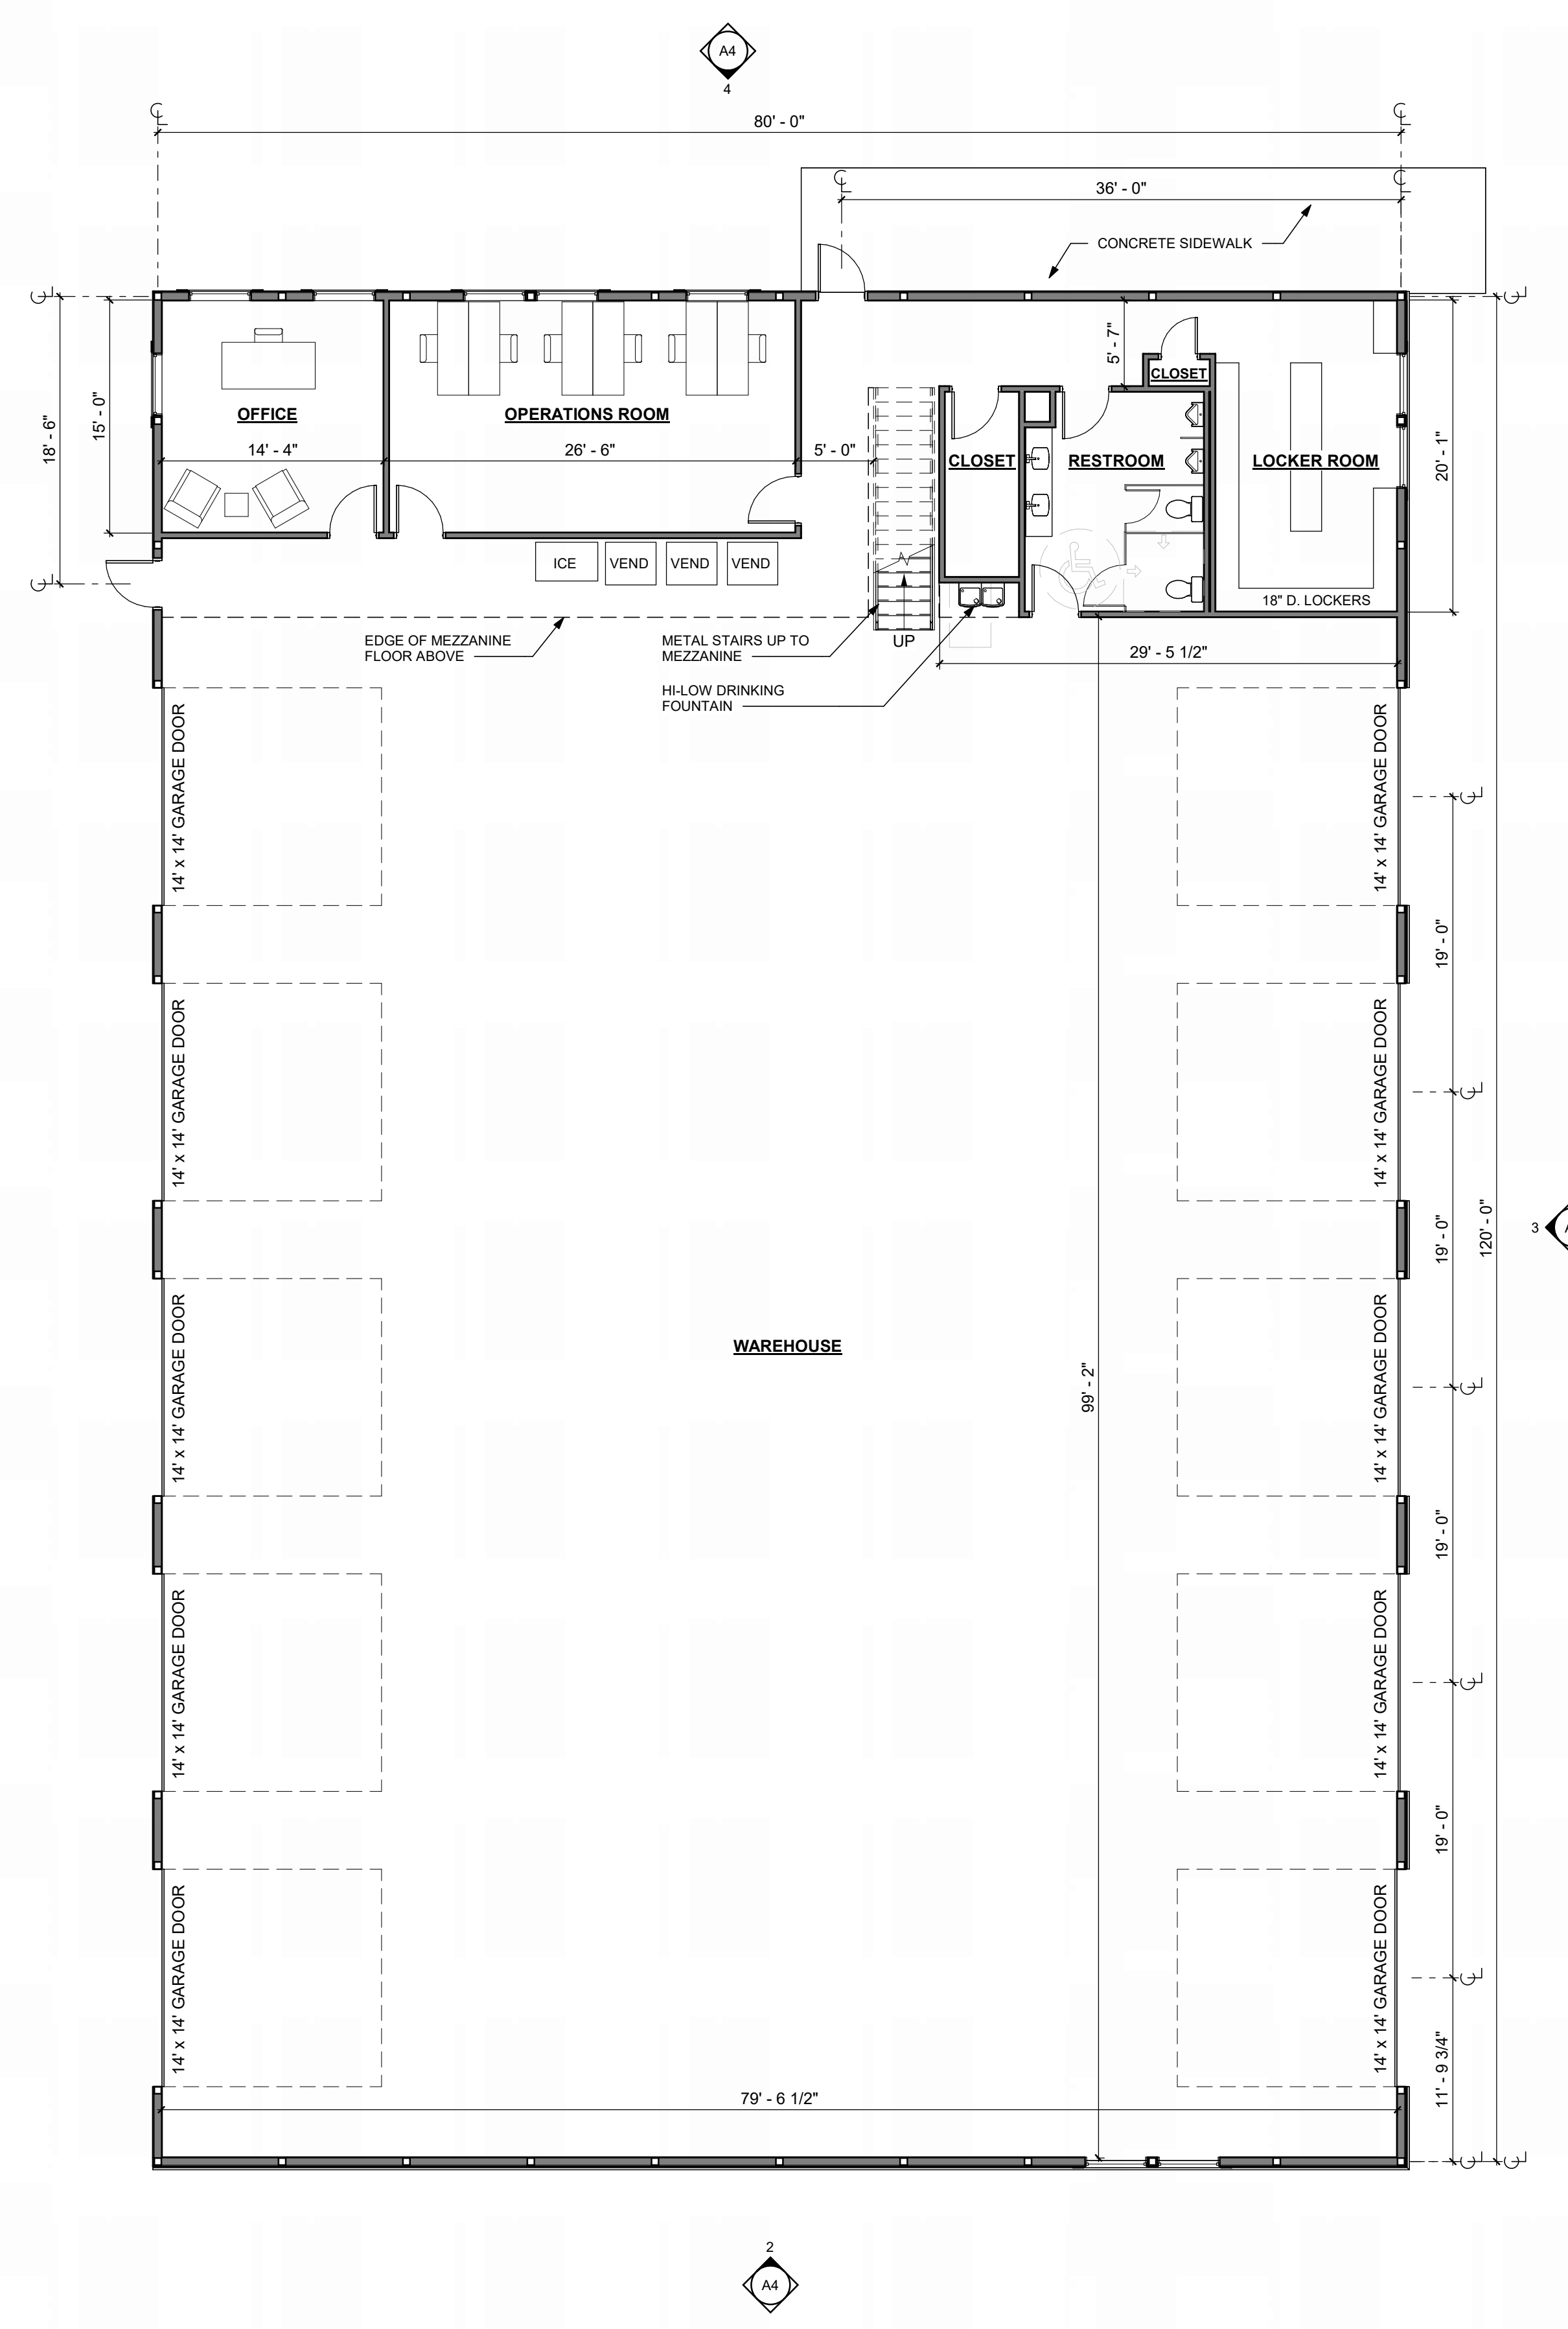 A4
4
80' - 0"
36' - 0"
CONCRETE SIDEWALK
18' - 6"
15' - 0"
5' - 7"
CLOSET
OFFICE
OPERATIONS ROOM
14' - 4"
26' - 6"
5' - 0"
CLOSET
RESTROOM
LOCKER ROOM
20' - 1"
ICE
VEND
VEND
VEND
18" D. LOCKERS
EDGE OF MEZZANINE
FLOOR ABOVE
METAL STAIRS UP TO
MEZZANINE
UP
29' - 5 1/2"
HI-LOW DRINKING
FOUNTAIN
14' x 14' GARAGE DOOR
14' x 14' GARAGE DOOR
19' - 0"
14' x 14' GARAGE DOOR
14' x 14' GARAGE DOOR
19' - 0"
120' - 0"
3
WAREHOUSE
99' - 2"
14' x 14' GARAGE DOOR
14' x 14' GARAGE DOOR
19' - 0"
14' x 14' GARAGE DOOR
14' x 14' GARAGE DOOR
19' - 0"
14' x 14' GARAGE DOOR
14' x 14' GARAGE DOOR
11' - 9 3/4"
79' - 6 1/2"
2
A4